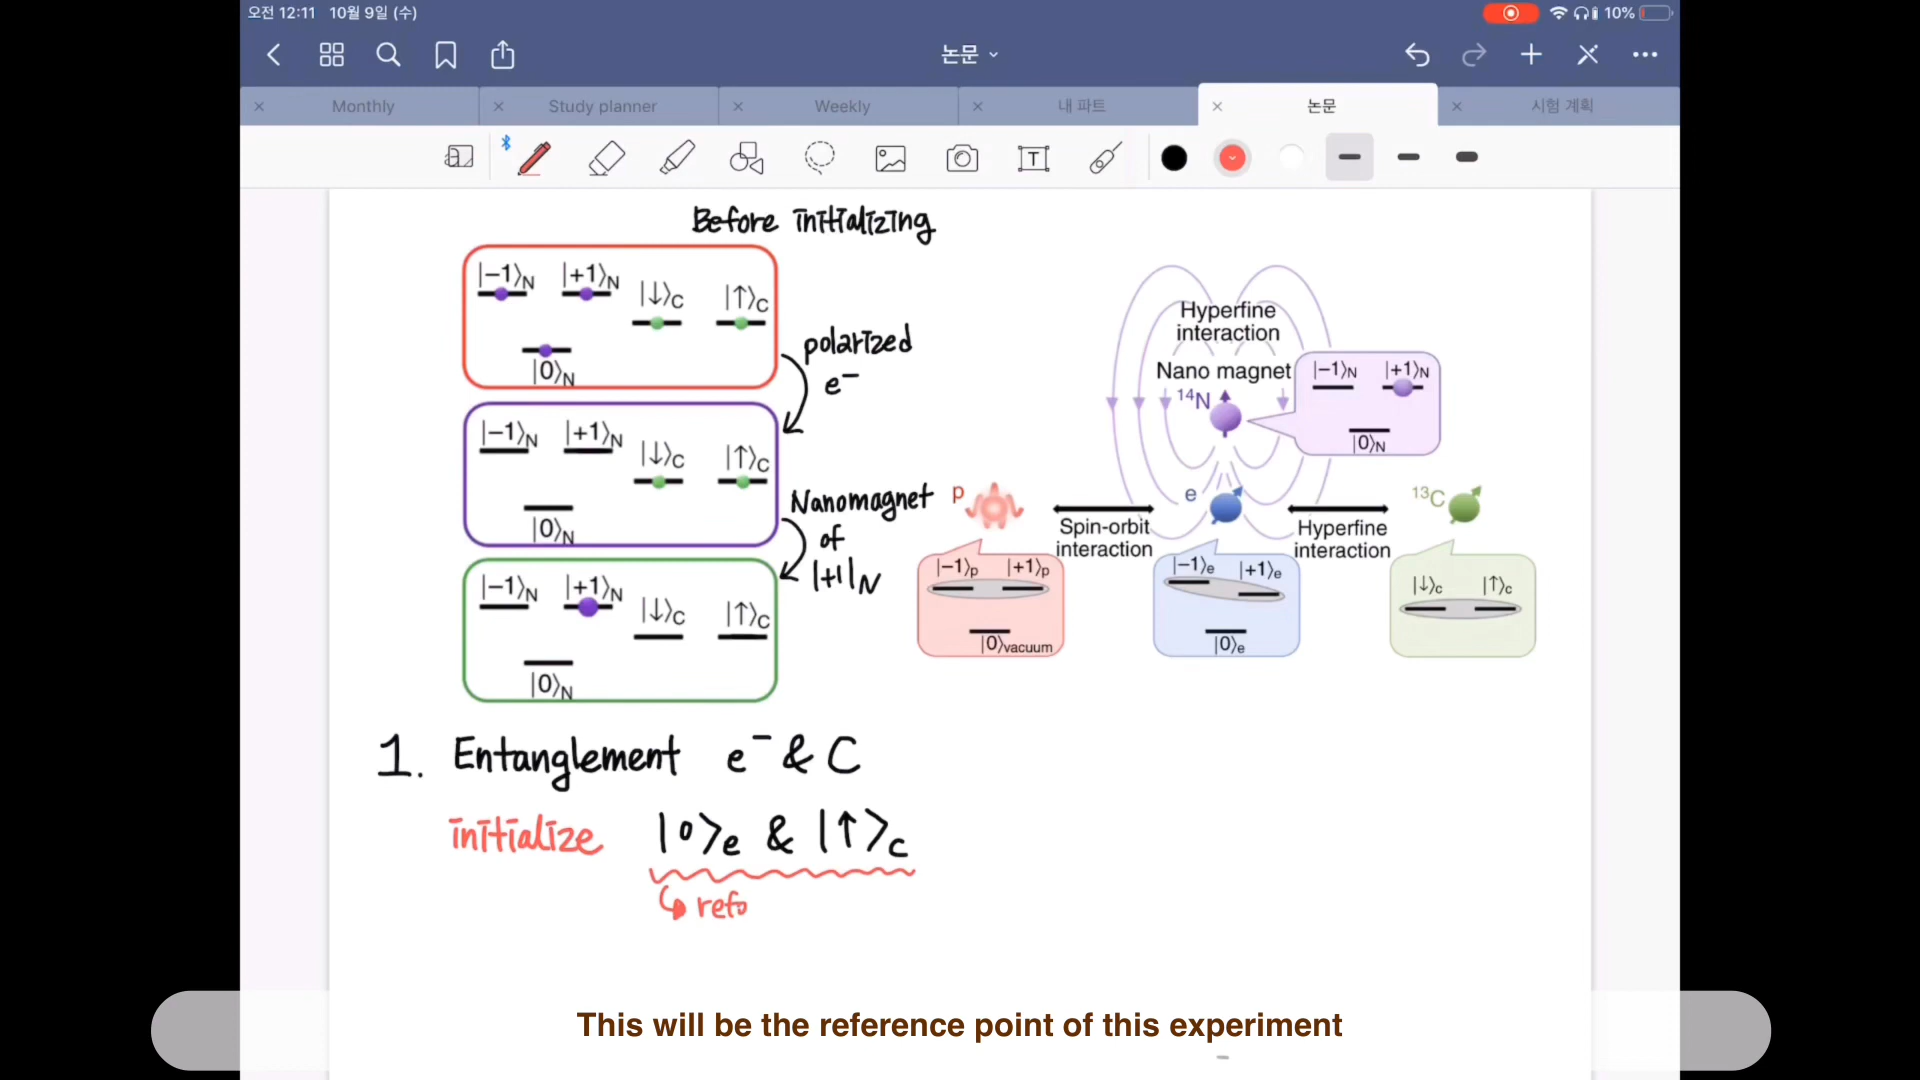 오전 12:11 10월 9일 (수)
10%
논문
Monthly
Study planner
Weekly
내 파트
논문
시험 계획
Before initializing
|−1⟩N |+1⟩N |↓⟩C |↑⟩C
|0⟩N
polarized
e⁻
|−1⟩N |+1⟩N |↓⟩C |↑⟩C
|0⟩N
Nanomagnet
of
|+1|N
|−1⟩N |+1⟩N |↓⟩C |↑⟩C
|0⟩N
Hyperfine
interaction
Nano magnet
¹⁴N
|−1⟩N |+1⟩N
|0⟩N
p
e
¹³C
Spin-orbit
interaction
Hyperfine
interaction
|−1⟩p |+1⟩p
|0⟩vacuum
|−1⟩e |+1⟩e
|0⟩e
|↓⟩c |↑⟩c
1. Entanglement e⁻ & C
initialize |0⟩e & |↑⟩c
↳ refo
This will be the reference point of this experiment